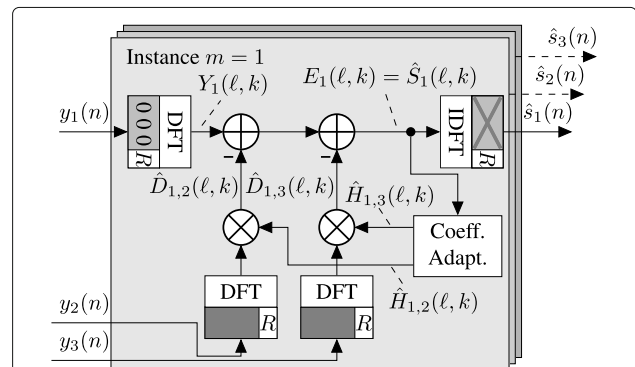 Instance m = 1
ŝ₃(n)
Y₁(ℓ, k)
E₁(ℓ, k) = Ŝ₁(ℓ, k)
ŝ₂(n)
y₁(n)
0 0 0
R
DFT
IDFT
R
ŝ₁(n)
-
-
D̂₁,₂(ℓ, k)
D̂₁,₃(ℓ, k)
Ĥ₁,₃(ℓ, k)
Coeff.
Adapt.
DFT
DFT
Ĥ₁,₂(ℓ, k)
y₂(n)
R
R
y₃(n)